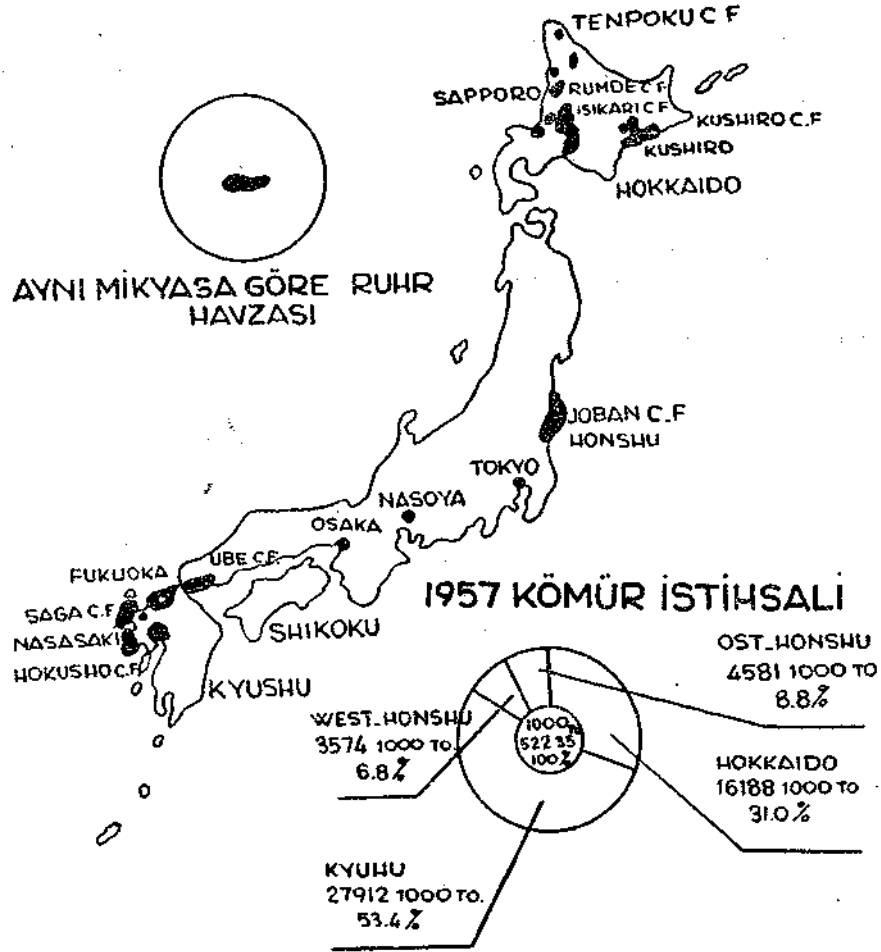 TENPOKU C F
SAPPORO
RUMDE C F
ISIKARI C F
KUSHIRO C.F
KUSHIRO
HOKKAIDO
AYNI MİKYASA GÖRE RUHR
HAVZASI
JOBAN C.F
HONSHU
TOKYO
NASOYA
OSAKA
UBE C.F.
FUKUOKA
SAGA C.F
NASASAKI
HOKUSHO C.F
SHIKOKU
KYUSHU
1957 KÖMÜR İSTİHSALİ
OST_HONSHU
4581 1000 TO
8.8%
WEST_HONSHU
3574 1000 TO.
6.8%
1000 TO
52235
100%
HOKKAIDO
16188 1000 TO
31.0%
KYUHU
27912 1000 TO.
53.4%